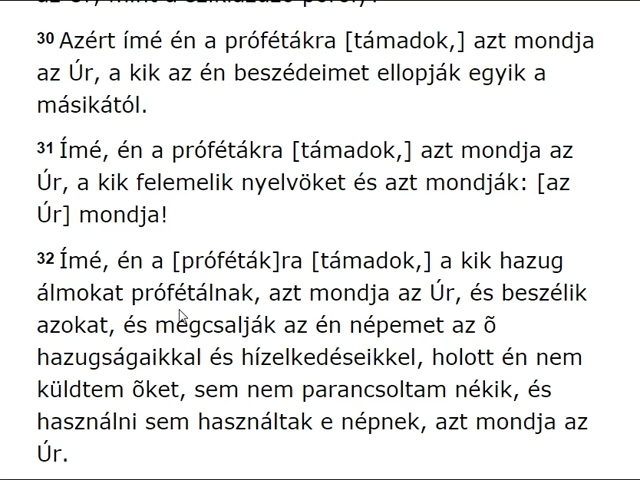 30 Azért ímé én a prófétákra [támadok,] azt mondja
az Úr, a kik az én beszédeimet ellopják egyik a
másikától.
31 Ímé, én a prófétákra [támadok,] azt mondja az
Úr, a kik felemelik nyelvöket és azt mondják: [az
Úr] mondja!
32 Ímé, én a [próféták]ra [támadok,] a kik hazug
álmokat prófétálnak, azt mondja az Úr, és beszélik
azokat, és megcsalják az én népemet az õ
hazugságaikkal és hízelkedéseikkel, holott én nem
küldtem õket, sem nem parancsoltam nékik, és
használni sem használtak e népnek, azt mondja az
Úr.